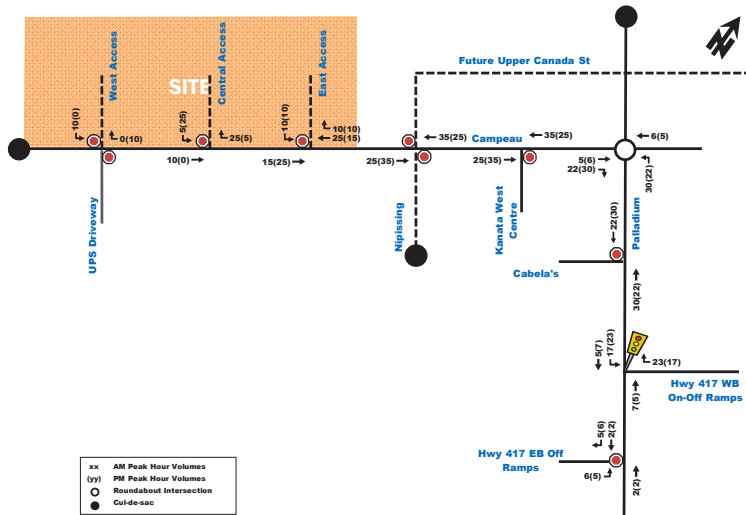 N
Future Upper Canada St
West Access
Central Access
East Access
SITE
10(0)
0(10)
5(25)
25(5)
10(10)
10(10)
25(15)
35(25)
Campeau
35(25)
6(5)
10(0)
15(25)
25(35)
25(35)
5(6)
22(30)
30(22)
UPS Driveway
Nipissing
Kanata West
Centre
22(30)
Palladium
Cabela's
30(22)
5(7)
17(23)
23(17)
Hwy 417 WB
On-Off Ramps
7(5)
5(6)
2(2)
Hwy 417 EB Off
Ramps
6(5)
2(2)
xx AM Peak Hour Volumes
(yy) PM Peak Hour Volumes
Roundabout Intersection
Cul-de-sac